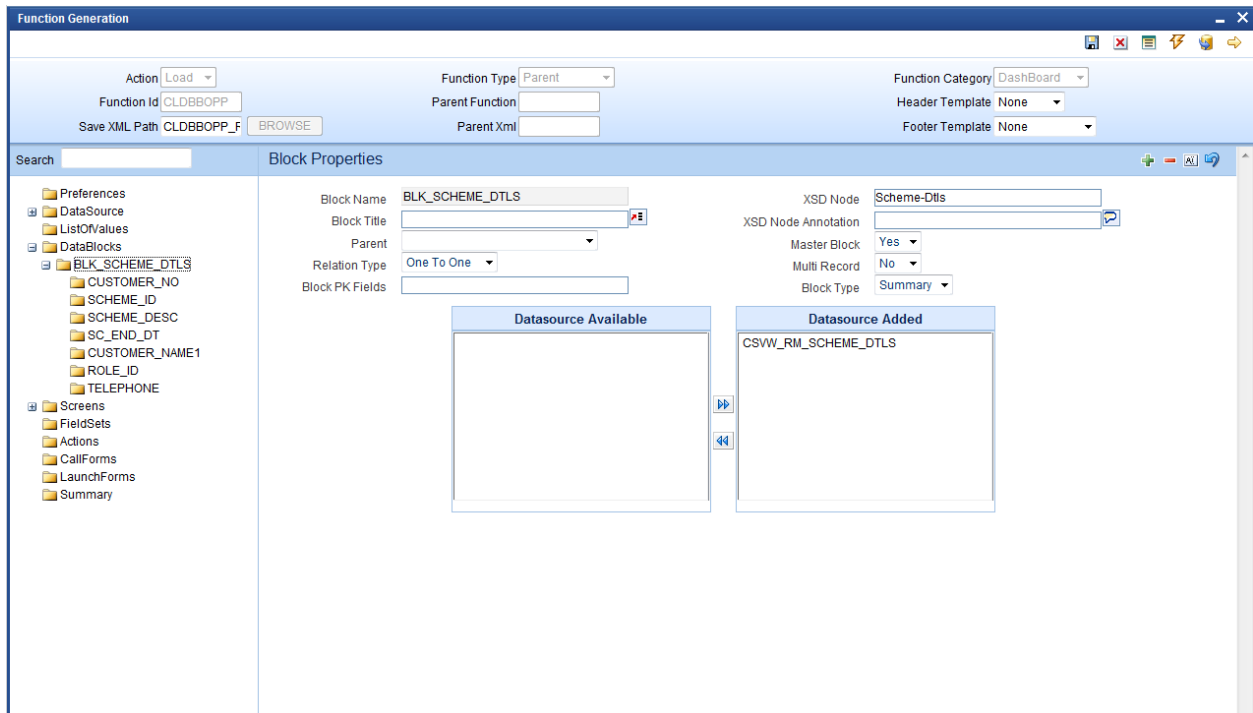 Function Generation
Action Load Function Type Parent Function Category DashBoard
Function Id CLDBBOPP Parent Function Header Template None
Save XML Path CLDBBOPP_F BROWSE Parent Xml Footer Template None
Search Block Properties
Preferences
DataSource
ListOfValues
DataBlocks
BLK_SCHEME_DTLS
CUSTOMER_NO
SCHEME_ID
SCHEME_DESC
SC_END_DT
CUSTOMER_NAME1
ROLE_ID
TELEPHONE
Screens
FieldSets
Actions
CallForms
LaunchForms
Summary
Block Name BLK_SCHEME_DTLS XSD Node Scheme-Dtls
Block Title XSD Node Annotation
Parent Master Block Yes
Relation Type One To One Multi Record No
Block PK Fields Block Type Summary
Datasource Available Datasource Added
CSVW_RM_SCHEME_DTLS